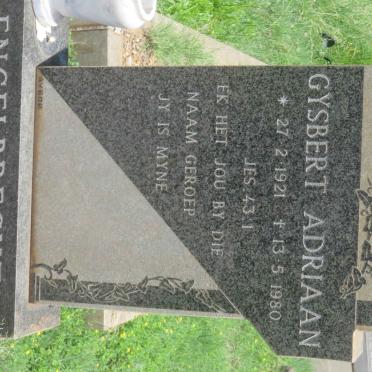 GYSBERT ADRIAAN
* 27 2 1921 + 13 5 1980
JES 43 1
EK HET JOU BY DIE
NAAM GEROEP
JY IS MYNE